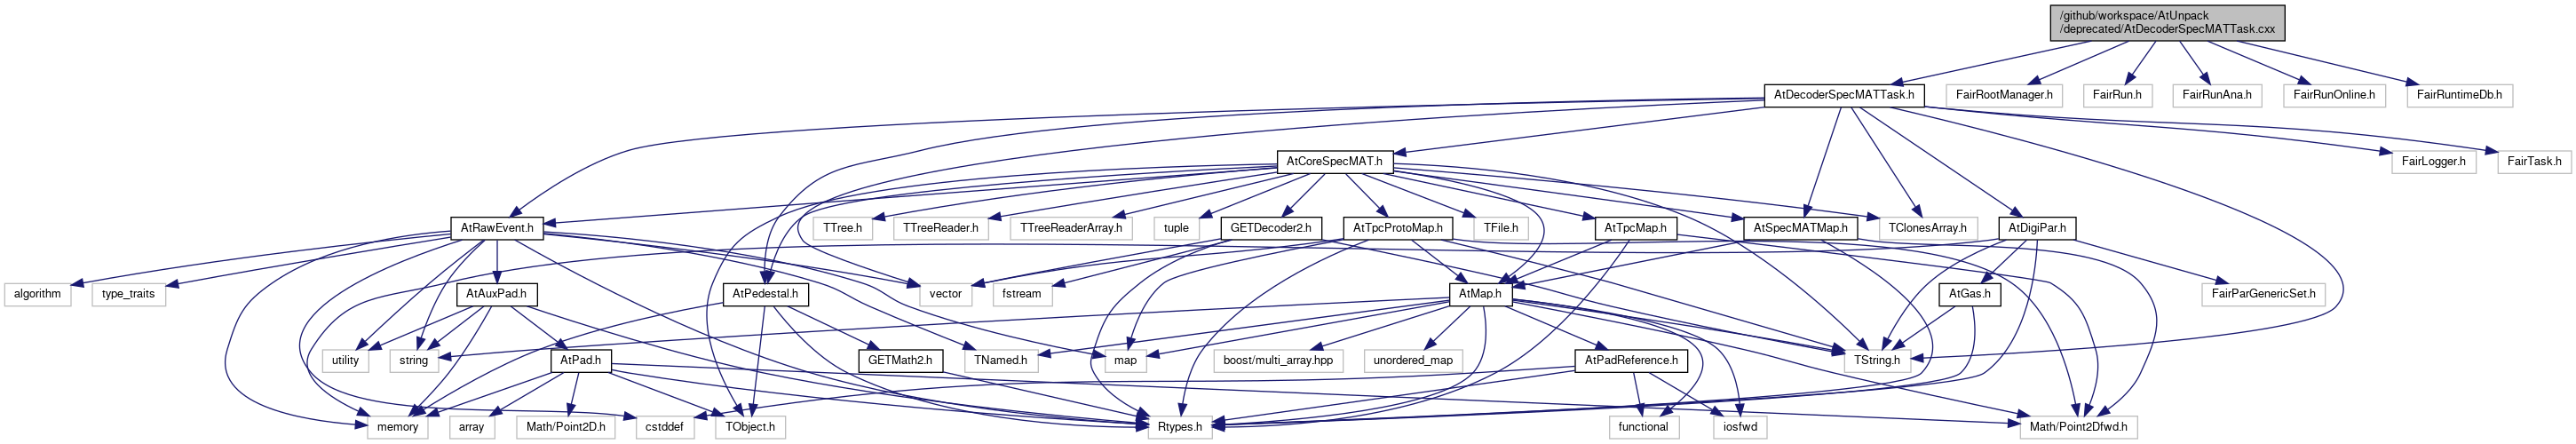 /github/workspace/AtUnpack
/deprecated/AtDecoderSpecMATTask.cxx
AtDecoderSpecMATTask.h
FairRootManager.h
FairRun.h
FairRunAna.h
FairRunOnline.h
FairRuntimeDb.h
AtCoreSpecMAT.h
FairLogger.h
FairTask.h
AtRawEvent.h
TTree.h
TTreeReader.h
TTreeReaderArray.h
tuple
GETDecoder2.h
AtTpcProtoMap.h
TFile.h
AtTpcMap.h
AtSpecMATMap.h
TClonesArray.h
AtDigiPar.h
algorithm
type_traits
AtAuxPad.h
AtPedestal.h
vector
fstream
AtMap.h
AtGas.h
FairParGenericSet.h
utility
string
AtPad.h
GETMath2.h
TNamed.h
map
boost/multi_array.hpp
unordered_map
AtPadReference.h
TString.h
memory
array
Math/Point2D.h
cstddef
TObject.h
Rtypes.h
functional
iosfwd
Math/Point2Dfwd.h